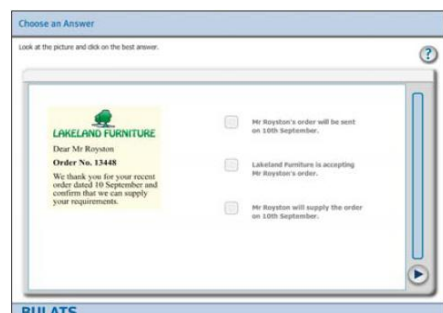 Choose an Answer
Look at the picture and click on the best answer.
?
LAKELAND FURNITURE
Dear Mr Royston
Order No. 13448
We thank you for your recent
order dated 10 September and
confirm that we can supply
your requirements.
Mr Royston's order will be sent
on 10th September.
Lakeland Furniture is accepting
Mr Royston's order.
Mr Royston will supply the order
on 10th September.
BULATS